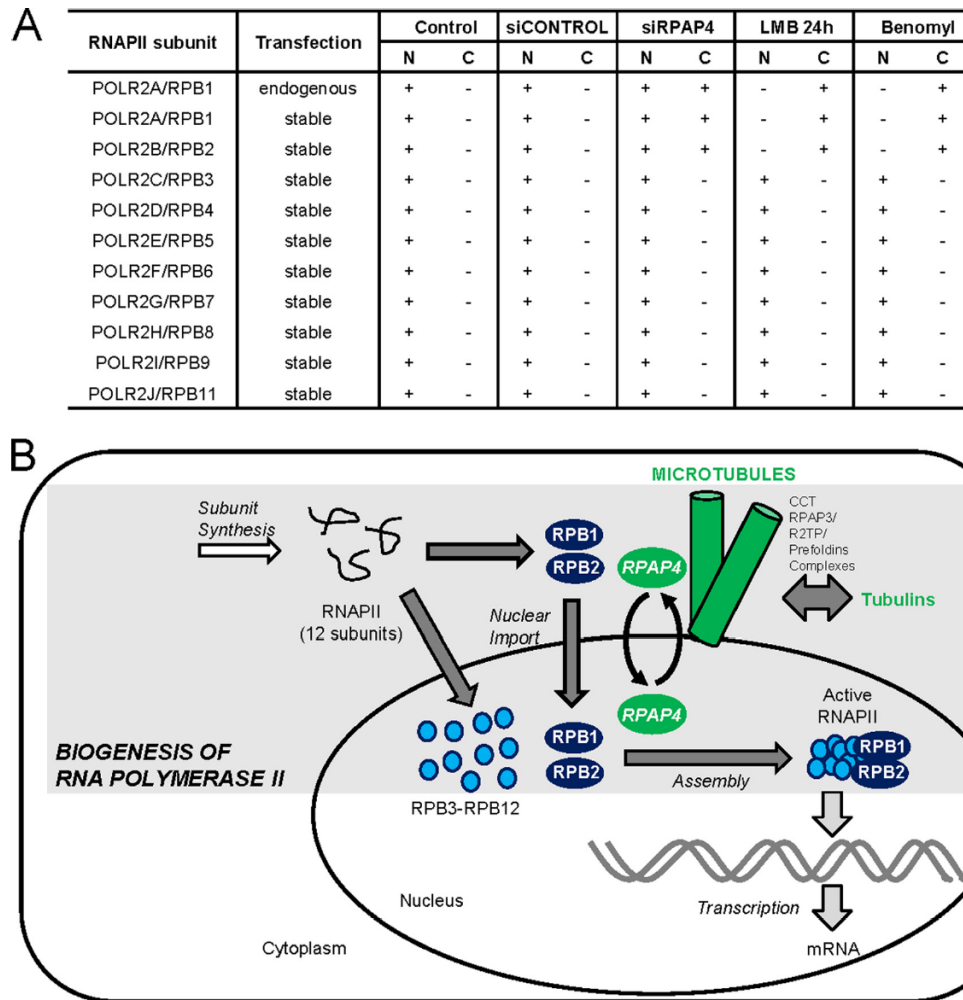 A
RNAPII subunit Transfection Control siCONTROL siRPAP4 LMB 24h Benomyl
N C N C N C N C N C
POLR2A/RPB1 endogenous + - + - + + - + - +
POLR2A/RPB1 stable + - + - + + - + - +
POLR2B/RPB2 stable + - + - + + - + - +
POLR2C/RPB3 stable + - + - + - + - + -
POLR2D/RPB4 stable + - + - + - + - + -
POLR2E/RPB5 stable + - + - + - + - + -
POLR2F/RPB6 stable + - + - + - + - + -
POLR2G/RPB7 stable + - + - + - + - + -
POLR2H/RPB8 stable + - + - + - + - + -
POLR2I/RPB9 stable + - + - + - + - + -
POLR2J/RPB11 stable + - + - + - + - + -
B
MICROTUBULES
Subunit
Synthesis
CCT
RPAP3/
R2TP/
Prefoldins
Complexes
RPB1
RPB2
RPAP4
Tubulins
RNAPII
(12 subunits)
Nuclear
Import
RPAP4
Active
RNAPII
RPB1
RPB2
RPB1
RPB2
BIOGENESIS OF
RNA POLYMERASE II
Assembly
RPB3-RPB12
Nucleus
Transcription
Cytoplasm
mRNA